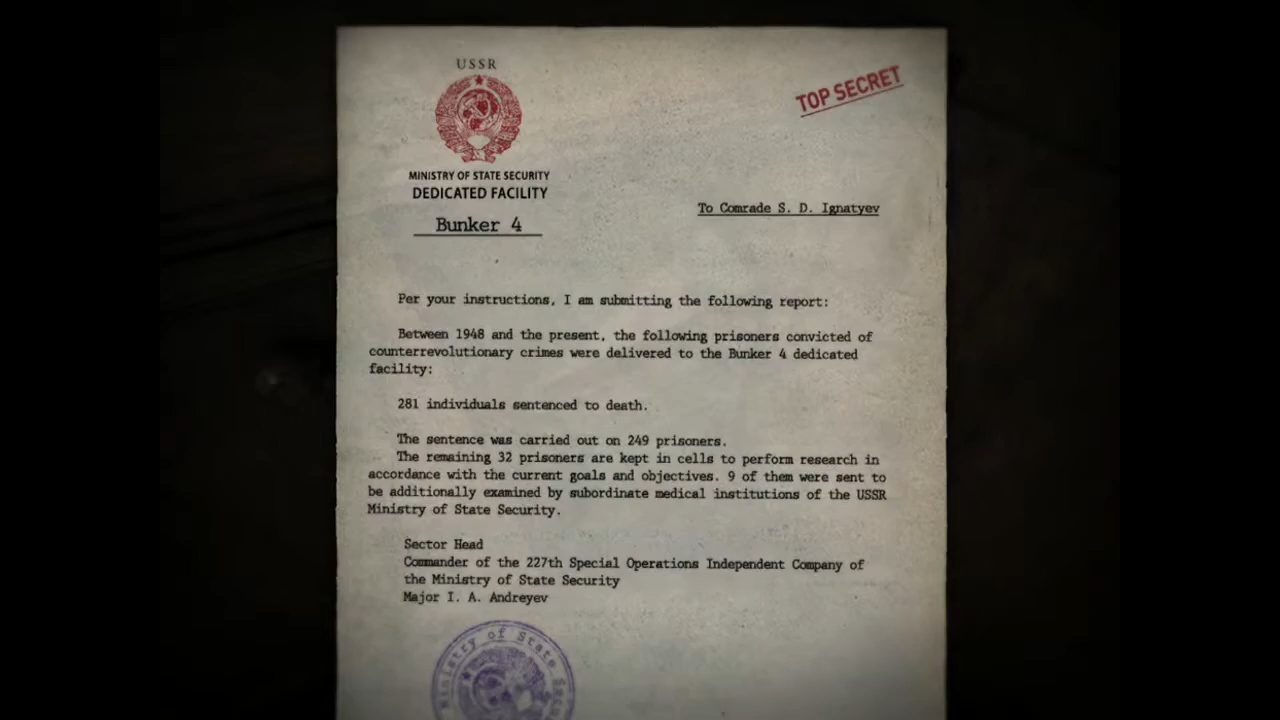 USSR
TOP SECRET
MINISTRY OF STATE SECURITY
DEDICATED FACILITY
Bunker 4
To Comrade S. D. Ignatyev
Per your instructions, I am submitting the following report:
Between 1948 and the present, the following prisoners convicted of
counterrevolutionary crimes were delivered to the Bunker 4 dedicated
facility:
281 individuals sentenced to death.
The sentence was carried out on 249 prisoners.
The remaining 32 prisoners are kept in cells to perform research in
accordance with the current goals and objectives. 9 of them were sent to
be additionally examined by subordinate medical institutions of the USSR
Ministry of State Security.
Sector Head
Commander of the 227th Special Operations Independent Company of
the Ministry of State Security
Major I. A. Andreyev
Ministry of State Secu